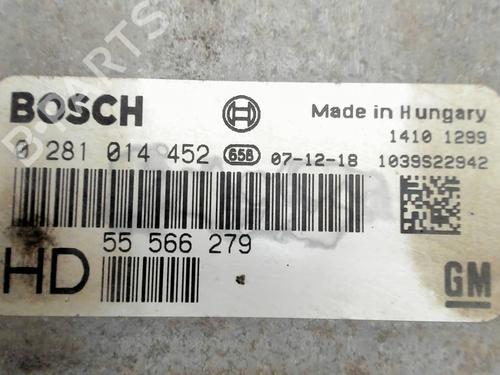 B-PARTS
BOSCH
Made in Hungary
1410 1299
0 281 014 452 658 07-12-18 1039S22942
55 566 279
HD
GM